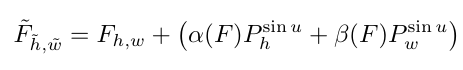 $\tilde{F}_{\tilde{h},\tilde{w}} = F_{h,w} + \left(\alpha(F)P_h^{\sin u} + \beta(F)P_w^{\sin u}\right)$